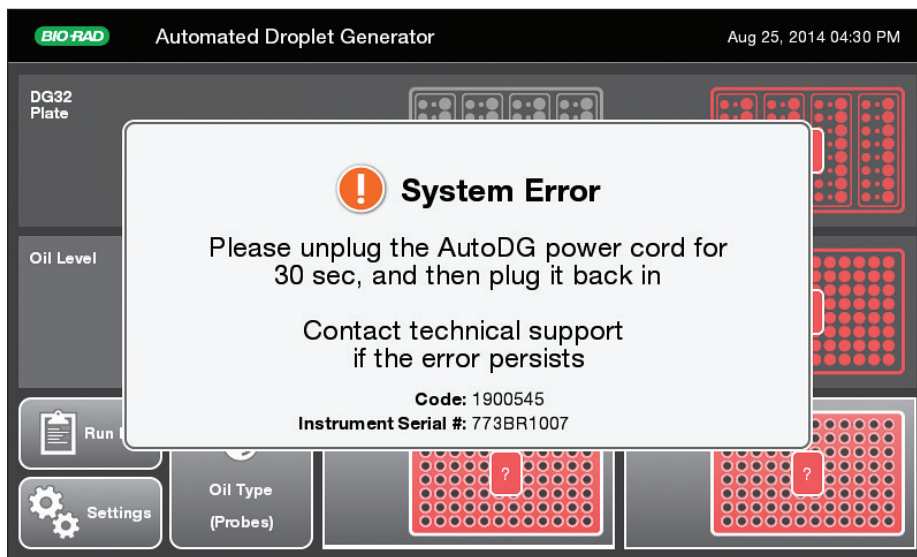 BIO-RAD Automated Droplet Generator Aug 25, 2014 04:30 PM
DG32
Plate
System Error
Please unplug the AutoDG power cord for
30 sec, and then plug it back in
Contact technical support
if the error persists
Code: 1900545
Instrument Serial #: 773BR1007
Oil Level
Run
Settings
Oil Type
(Probes)
?
?